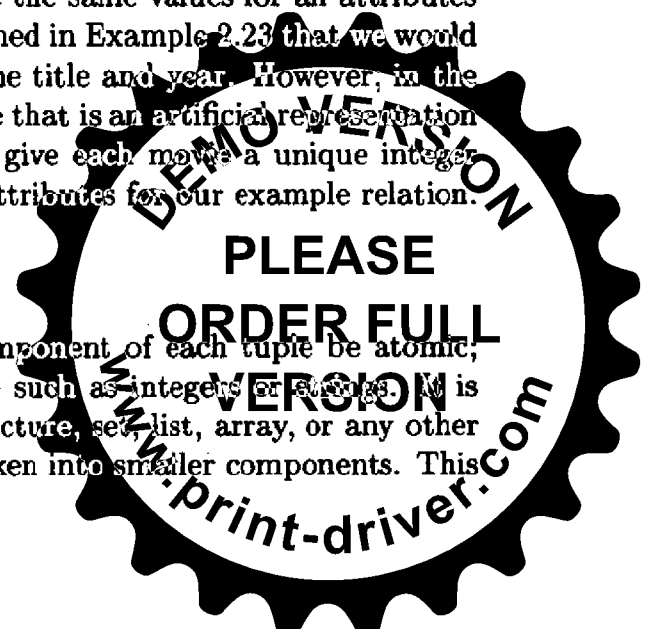 the same values for all attributes
ned in Example 2.23 that we would
e title and year. However, in the
e that is an artificial representation
give each movie a unique integer
ttributes for our example relation.
DEMO VERSION
PLEASE
ORDER FULL
VERSION
mponent of each tuple be atomic;
such as integers or strings. It is
cture, set, list, array, or any other
ken into smaller components. This
www.print-driver.com